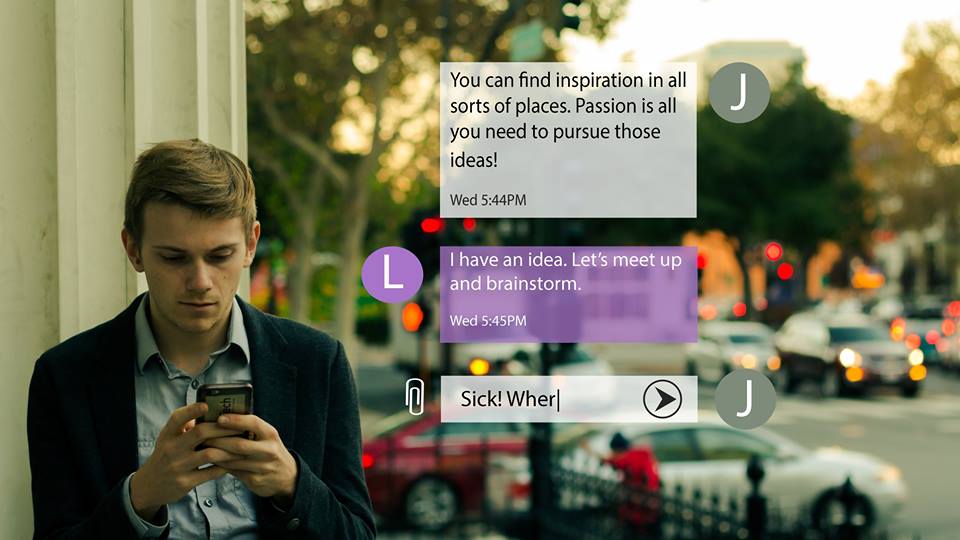 You can find inspiration in all
sorts of places. Passion is all
you need to pursue those
ideas!
Wed 5:44PM
J
L
I have an idea. Let’s meet up
and brainstorm.
Wed 5:45PM
Sick! Wher
J